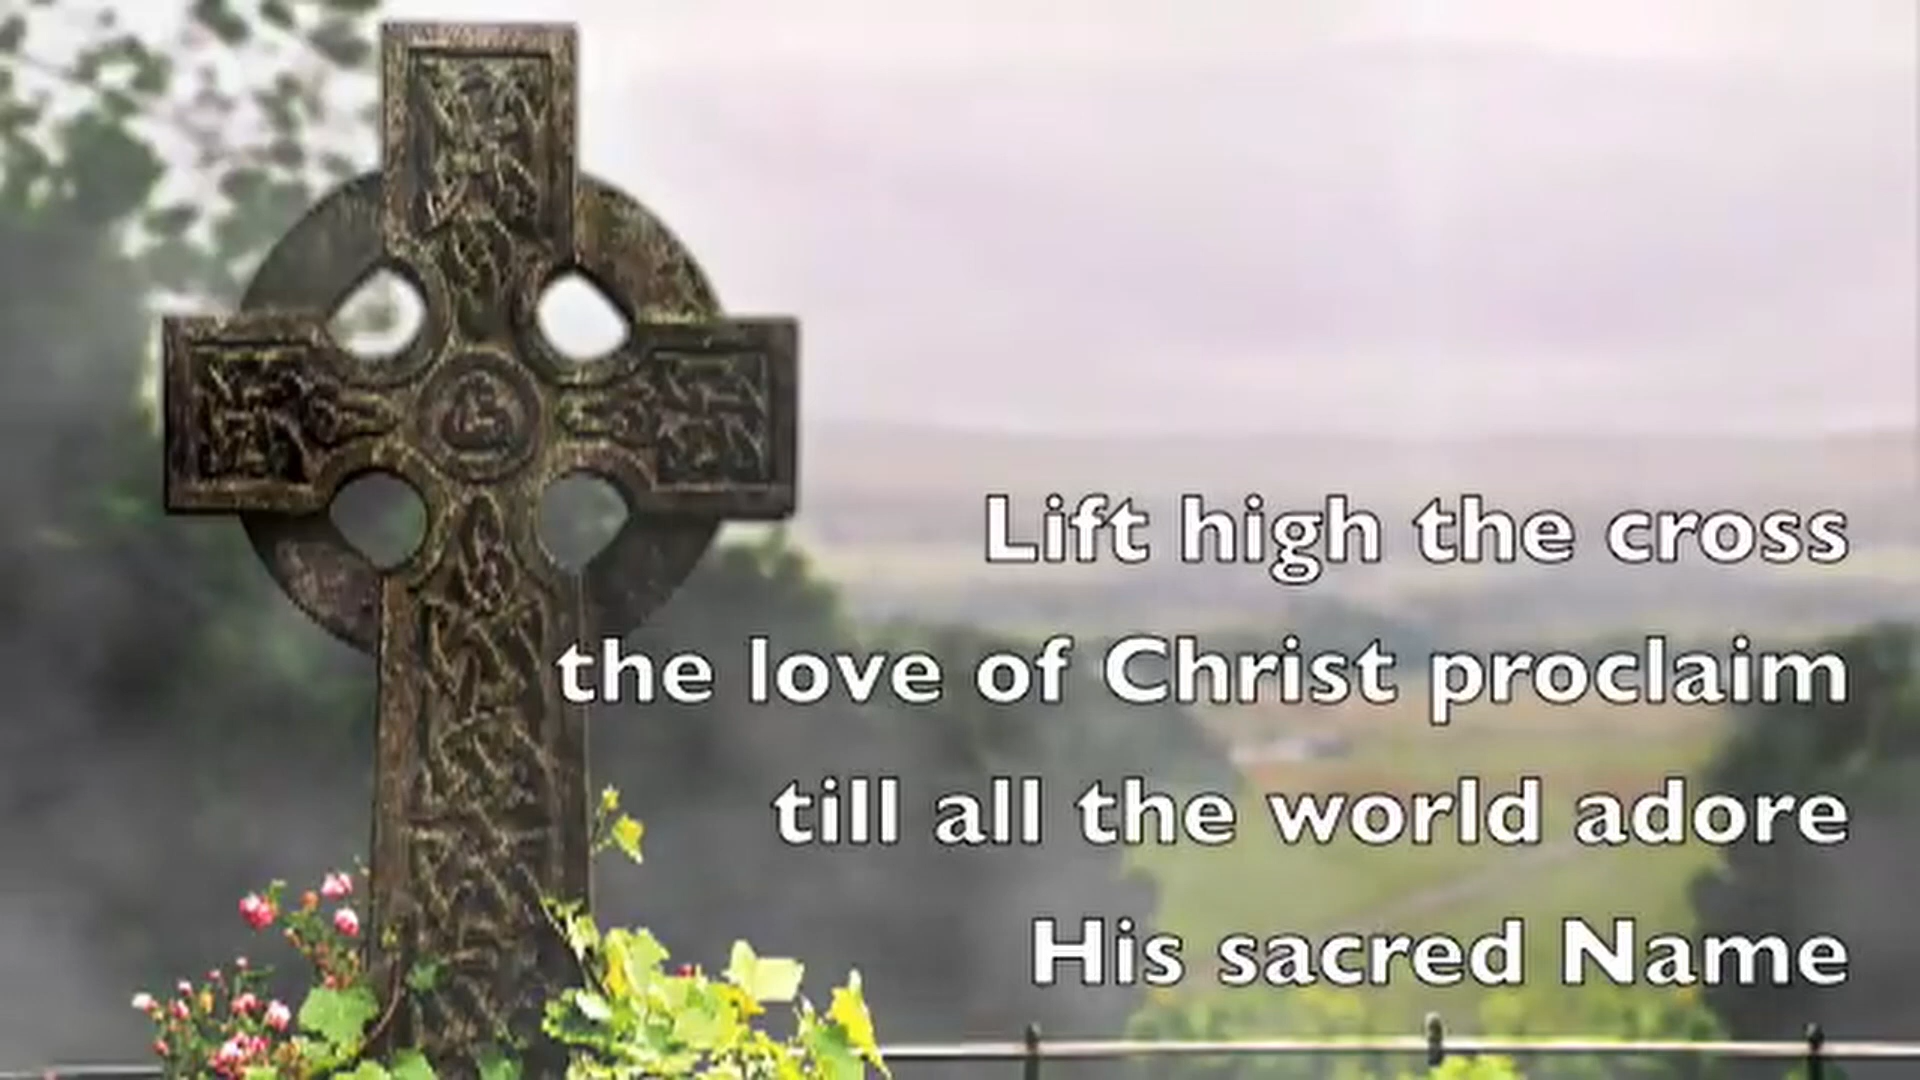 Lift high the cross
the love of Christ proclaim
till all the world adore
His sacred Name